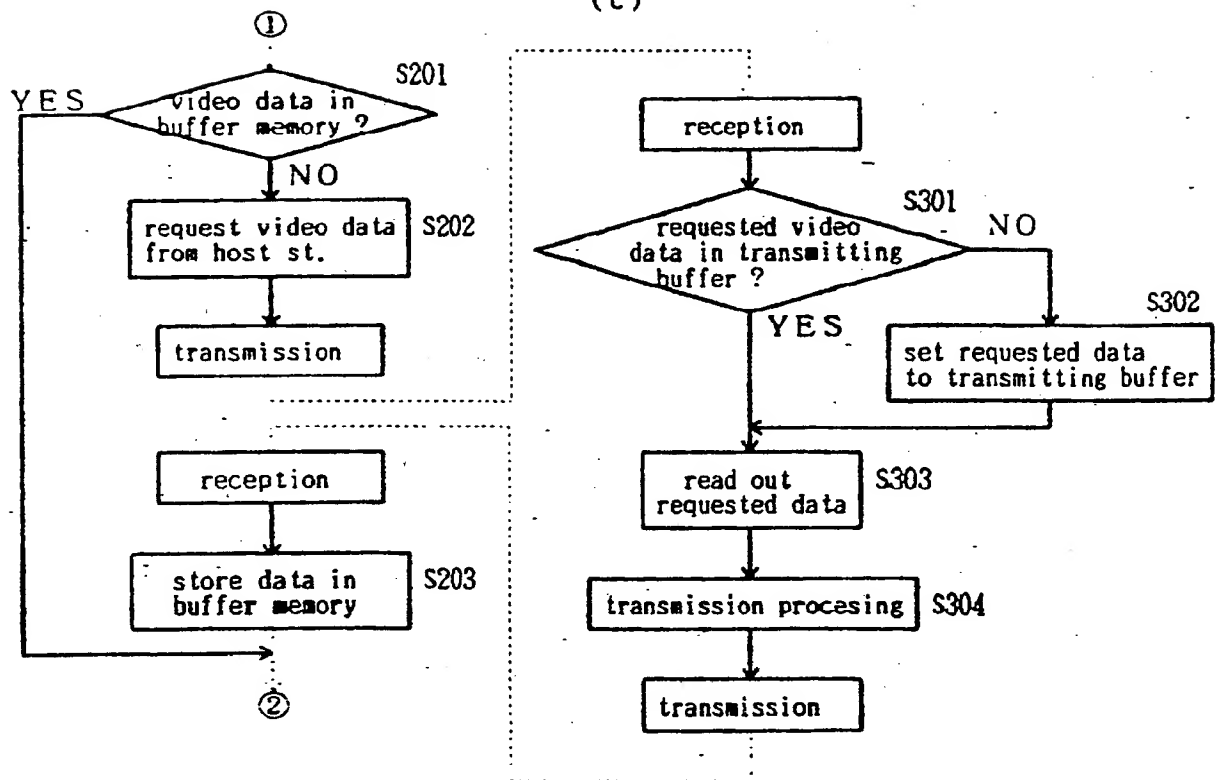 (t)
①
S201
YES
video data in
buffer memory ?
NO
request video data
from host st.
S202
transmission
reception
store data in
buffer memory
S203
②
reception
S301
requested video
data in transmitting
buffer ?
NO
YES
S302
set requested data
to transmitting buffer
read out
requested data
S303
transmission procesing
S304
transmission